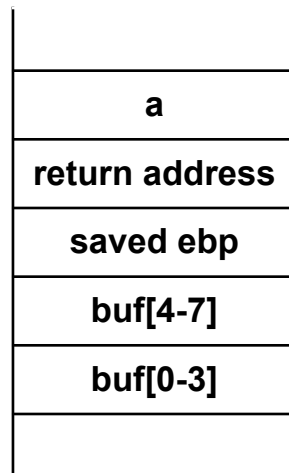 a
return address
saved ebp
buf[4-7]
buf[0-3]